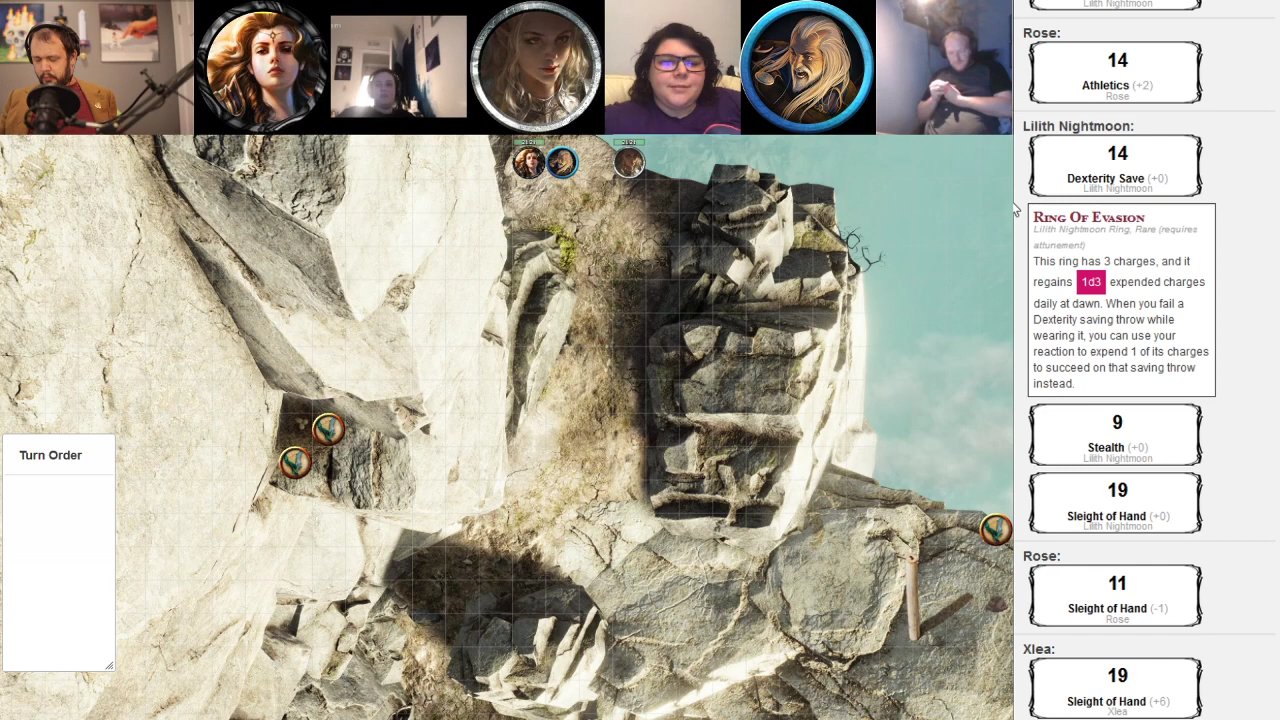 Lilith Nightmoon
Rose:
14
Athletics (+2)
Rose
Lilith Nightmoon:
14
Dexterity Save (+0)
Lilith Nightmoon
Ring Of Evasion
Lilith Nightmoon Ring, Rare (requires
attunement)
This ring has 3 charges, and it
regains 1d3 expended charges
daily at dawn. When you fail a
Dexterity saving throw while
wearing it, you can use your
reaction to expend 1 of its charges
to succeed on that saving throw
instead.
9
Stealth (+0)
Lilith Nightmoon
19
Sleight of Hand (+0)
Lilith Nightmoon
Rose:
11
Sleight of Hand (-1)
Rose
Xlea:
19
Sleight of Hand (+6)
Xlea
Turn Order